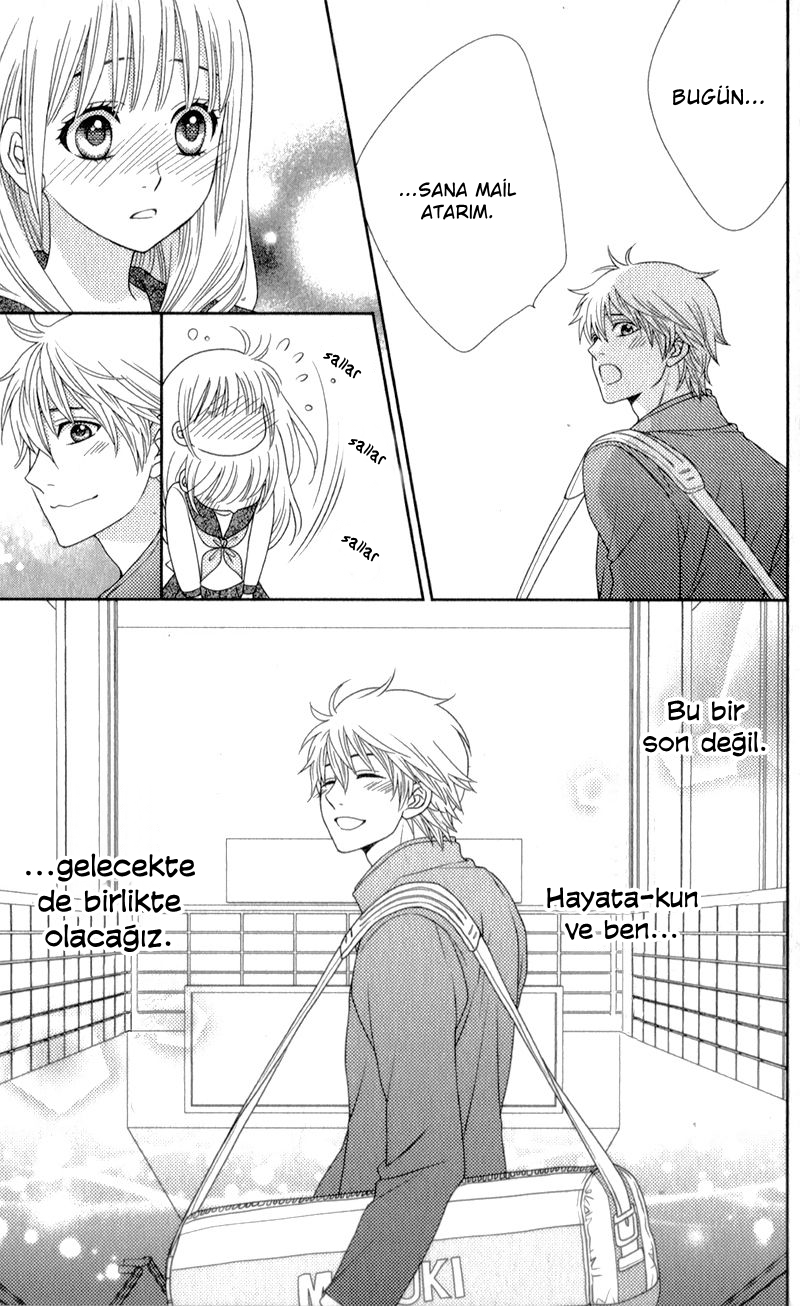 BUGÜN...
...SANA MAİL
ATARIM.
sallar
sallar
sallar
Bu bir
son değil.
Hayata-kun
ve ben...
...gelecekte
de birlikte
olacağız.